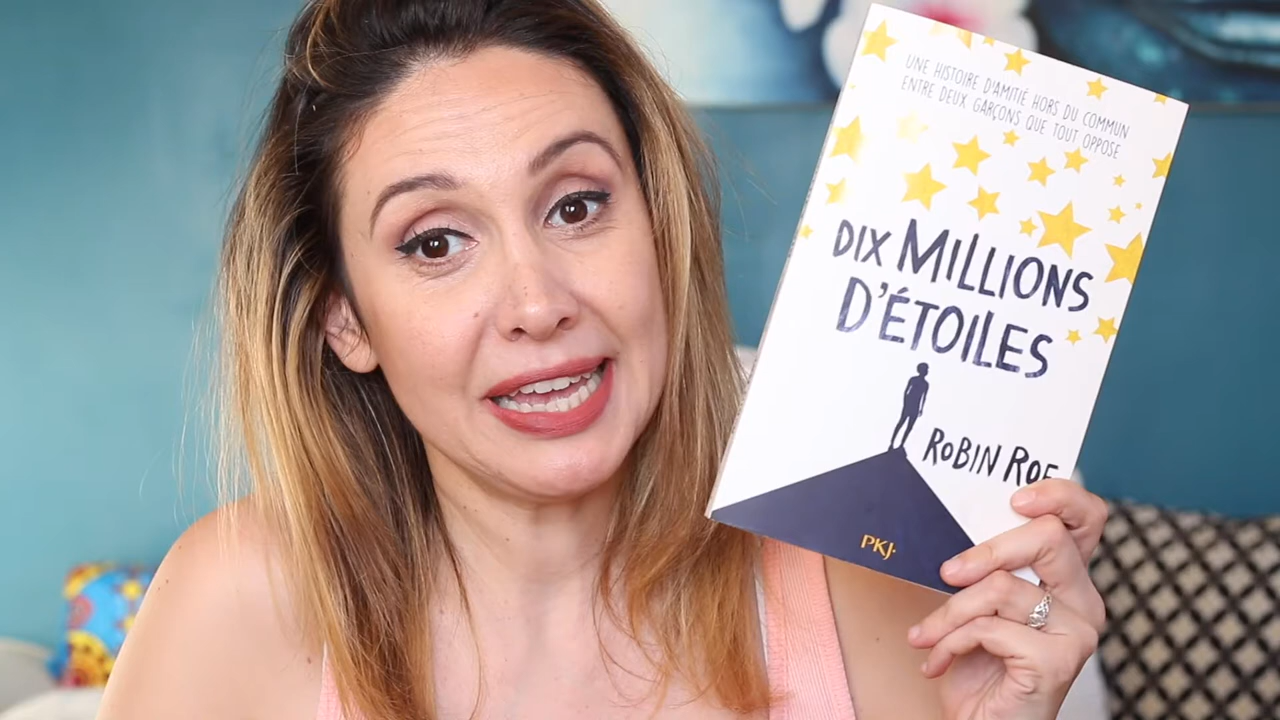 UNE HISTOIRE D'AMITIÉ HORS DU COMMUN
ENTRE DEUX GARÇONS QUE TOUT OPPOSE
DIX MILLIONS
D'ÉTOILES
ROBIN ROE
PKJ.